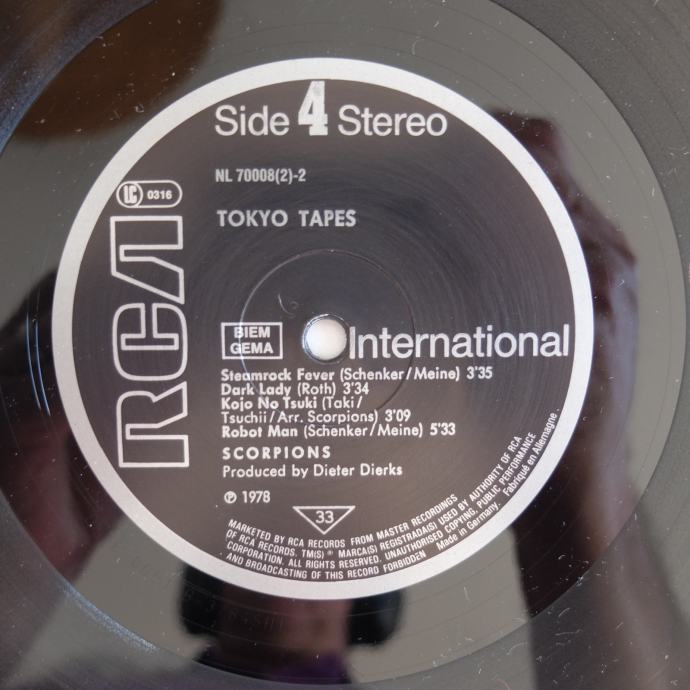 Side 4 Stereo
NL 70008(2)-2
LC 0316
TOKYO TAPES
RCA
BIEM
GEMA
International
Steamrock Fever (Schenker/Meine) 3'35
Dark Lady (Roth) 3'34
Kojo No Tsuki (Taki/
Tsuchii/Arr. Scorpions) 3'09
Robot Man (Schenker/Meine) 5'33
SCORPIONS
Produced by Dieter Dierks
℗ 1978
33
MARKETED BY RCA RECORDS FROM MASTER RECORDINGS
OF RCA RECORDS. TM(S) ® MARCA(S) REGISTRADA(S) USED BY AUTHORITY OF RCA
CORPORATION. ALL RIGHTS RESERVED. UNAUTHORISED COPYING, PUBLIC PERFORMANCE
AND BROADCASTING OF THIS RECORD FORBIDDEN Made in Germany. Fabriqué en Allemagne.